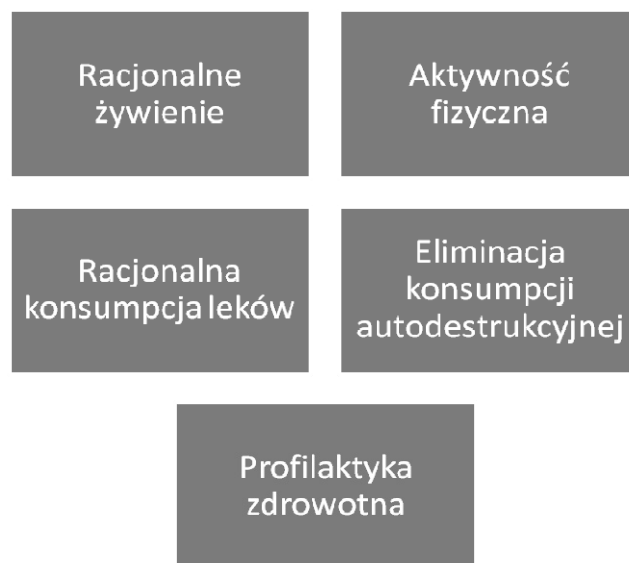 Racjonalne
żywienie
Aktywność
fizyczna
Racjonalna
konsumpcja leków
Eliminacja
konsumpcji
autodestrukcyjnej
Profilaktyka
zdrowotna